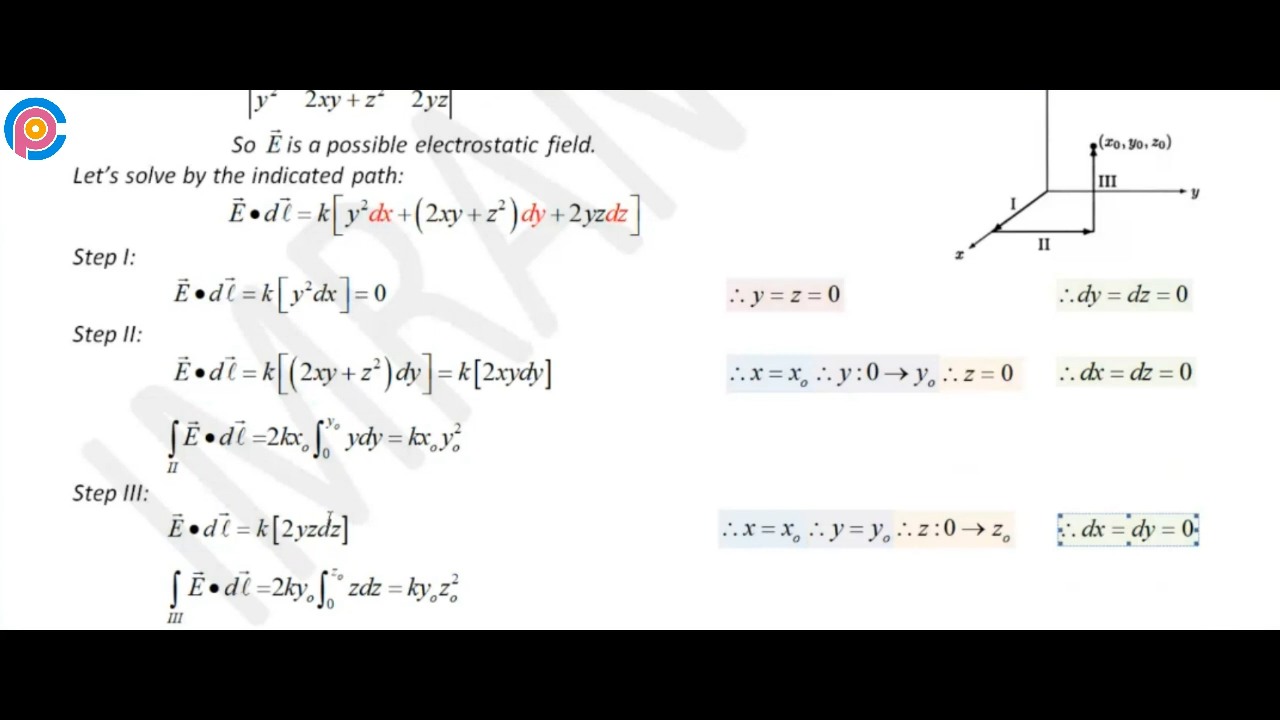 y² 2xy + z² 2yz
So E⃗ is a possible electrostatic field.
Let's solve by the indicated path:
E⃗ • dℓ⃗ = k[y²dx + (2xy + z²)dy + 2yzdz]
(x₀, y₀, z₀)
III
y
I
II
x
Step I:
E⃗ • dℓ⃗ = k[y²dx] = 0 ∴ y = z = 0 ∴ dy = dz = 0
Step II:
E⃗ • dℓ⃗ = k[(2xy + z²)dy] = k[2xydy] ∴ x = xₒ ∴ y : 0 → yₒ ∴ z = 0 ∴ dx = dz = 0
∫_II E⃗ • dℓ⃗ = 2kxₒ ∫₀^yₒ ydy = kxₒyₒ²
Step III:
E⃗ • dℓ⃗ = k[2yzdz] ∴ x = xₒ ∴ y = yₒ ∴ z : 0 → zₒ ∴ dx = dy = 0
∫_III E⃗ • dℓ⃗ = 2kyₒ ∫₀^zₒ zdz = kyₒzₒ²
IMRAN